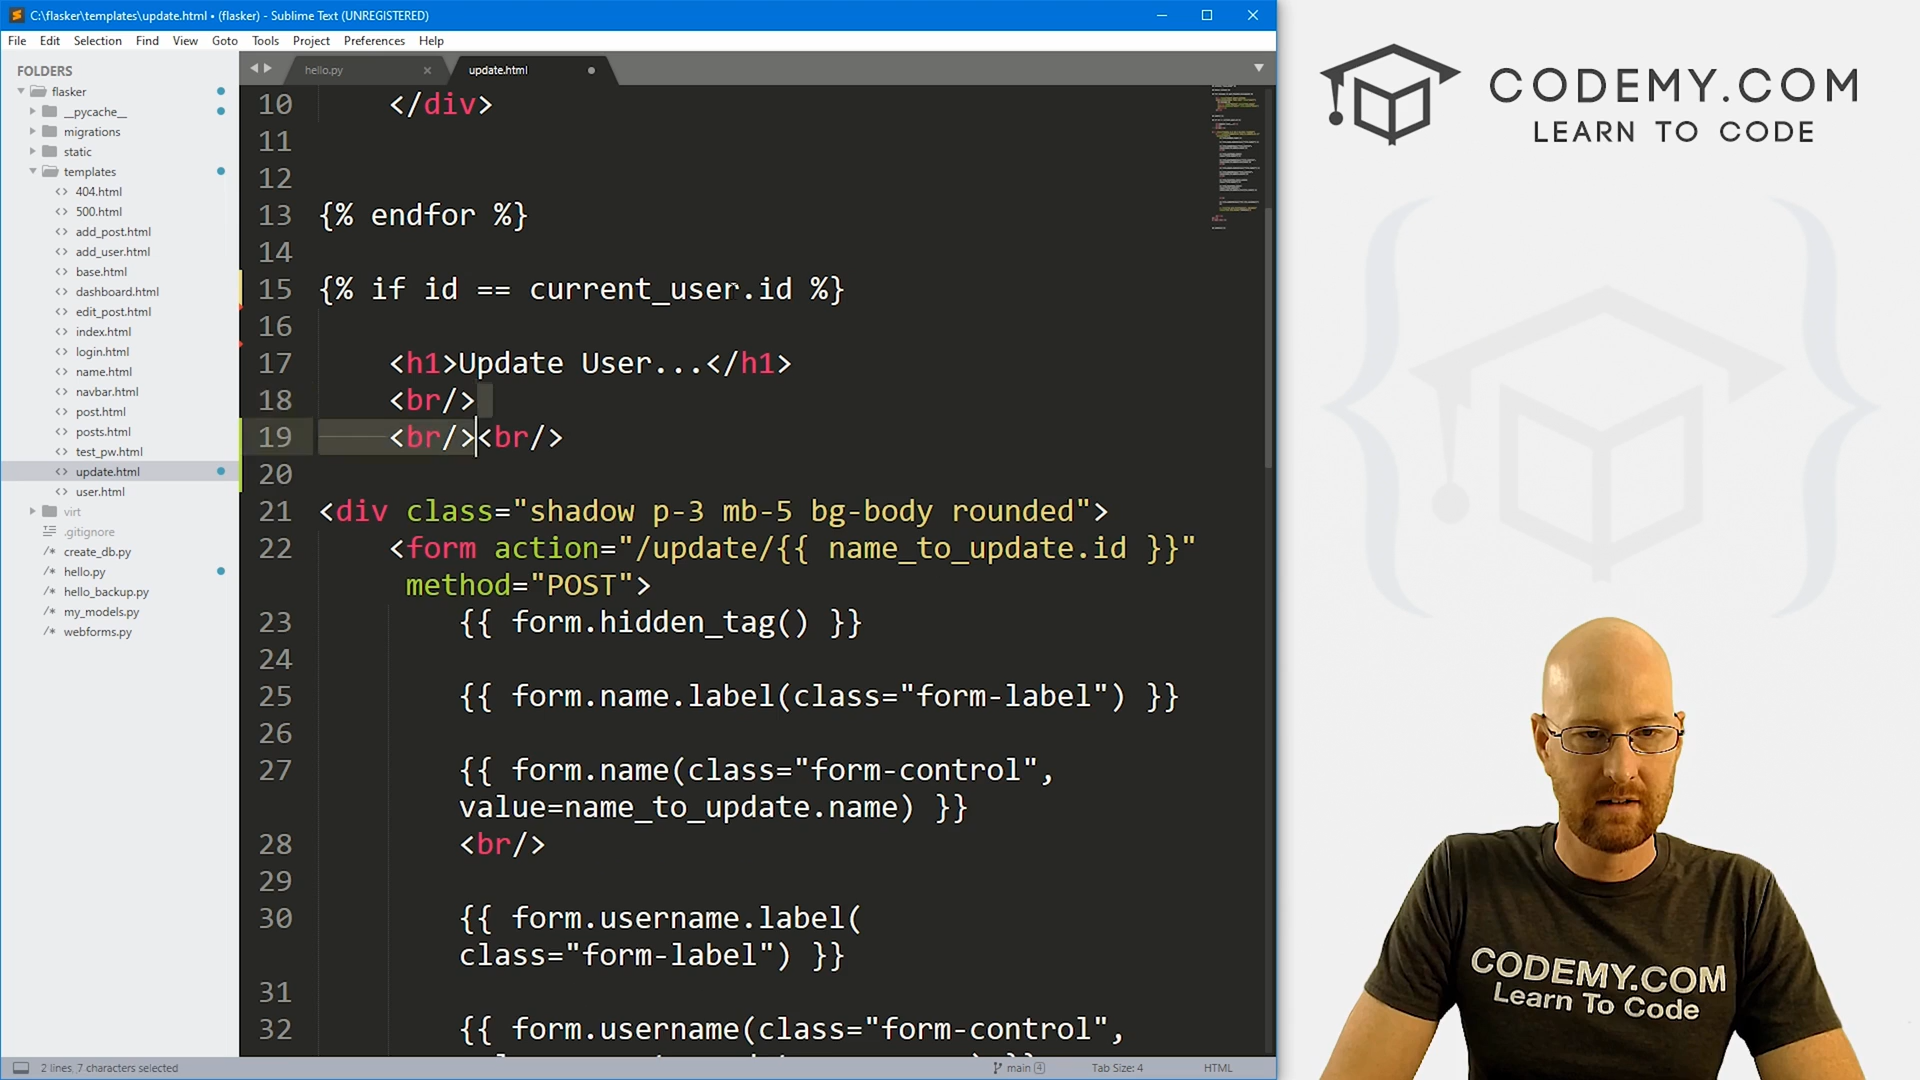 C:\flasker\templates\update.html • (flasker) - Sublime Text (UNREGISTERED)
File Edit Selection Find View Goto Tools Project Preferences Help
FOLDERS
flasker
__pycache__
migrations
static
templates
404.html
500.html
add_post.html
add_user.html
base.html
dashboard.html
edit_post.html
index.html
login.html
name.html
navbar.html
post.html
posts.html
test_pw.html
update.html
user.html
virt
.gitignore
create_db.py
hello.py
hello_backup.py
my_models.py
webforms.py
hello.py
update.html
10 </div>
11
12
13 {% endfor %}
14
15 {% if id == current_user.id %}
16
17 <h1>Update User...</h1>
18 <br/>
19 <br/><br/>
20
21 <div class="shadow p-3 mb-5 bg-body rounded">
22 <form action="/update/{{ name_to_update.id }}"
method="POST">
23 {{ form.hidden_tag() }}
24
25 {{ form.name.label(class="form-label") }}
26
27 {{ form.name(class="form-control",
value=name_to_update.name) }}
28 <br/>
29
30 {{ form.username.label(
class="form-label") }}
31
32 {{ form.username(class="form-control",
2 lines, 7 characters selected
main 4
Tab Size: 4
HTML
CODEMY.COM
LEARN TO CODE
CODEMY.COM
Learn To Code